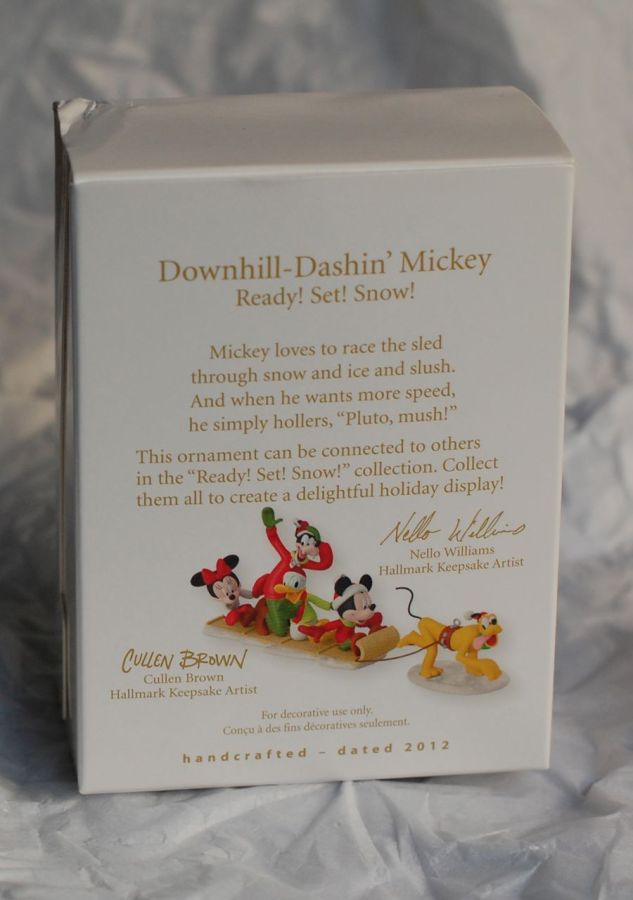 Downhill-Dashin' Mickey
Ready! Set! Snow!
Mickey loves to race the sled
through snow and ice and slush.
And when he wants more speed,
he simply hollers, “Pluto, mush!”
This ornament can be connected to others
in the “Ready! Set! Snow!” collection. Collect
them all to create a delightful holiday display!
Nello Williams
Nello Williams
Hallmark Keepsake Artist
CULLEN BROWN
Cullen Brown
Hallmark Keepsake Artist
For decorative use only.
Conçu à des fins décoratives seulement.
handcrafted – dated 2012